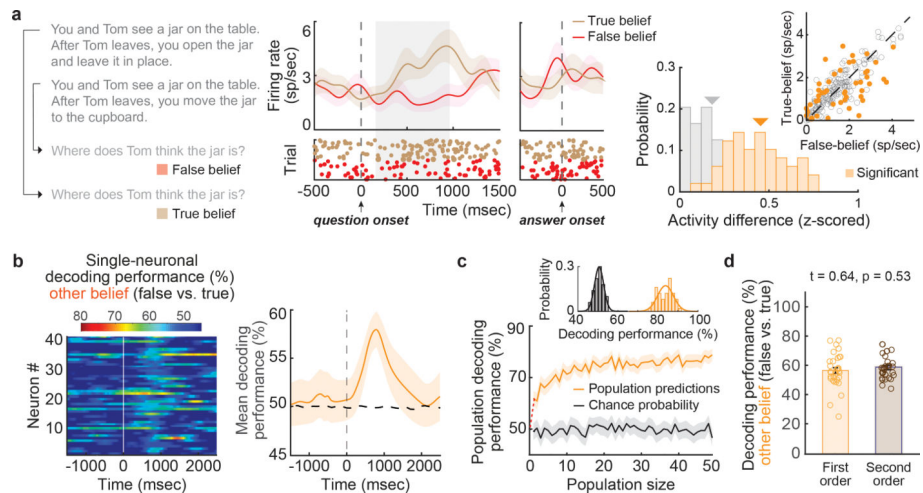 a
You and Tom see a jar on the table.
After Tom leaves, you open the jar
and leave it in place.
You and Tom see a jar on the table.
After Tom leaves, you move the jar
to the cupboard.
Where does Tom think the jar is?
False belief
Where does Tom think the jar is?
True belief
Firing rate
(sp/sec)
6
3
0
True belief
False belief
Trial
-500 0 500 1000 1500
question onset
Time (msec)
-500 0 500
answer onset
Probability
0.4
0.2
0
0 0.5 1
Activity difference (z-scored)
Significant
True-belief (sp/sec)
4
2
0
0 2 4
False-belief (sp/sec)
b
Single-neuronal
decoding performance (%)
other belief (false vs. true)
80 70 60 50
Neuron #
40
30
20
10
-1000 0 1000 2000
Time (msec)
Mean decoding
performance (%)
60
55
50
45
-1000 0 1000 2000
Time (msec)
c
Probability
0.3
0
40 60 80 100
Decoding performance (%)
Population decoding
performance (%)
90
70
50
Population predictions
Chance probability
0 10 20 30 40 50
Population size
d
t = 0.64, p = 0.53
Decoding performance (%)
other belief (false vs. true)
100
80
60
40
20
0
First
order
Second
order